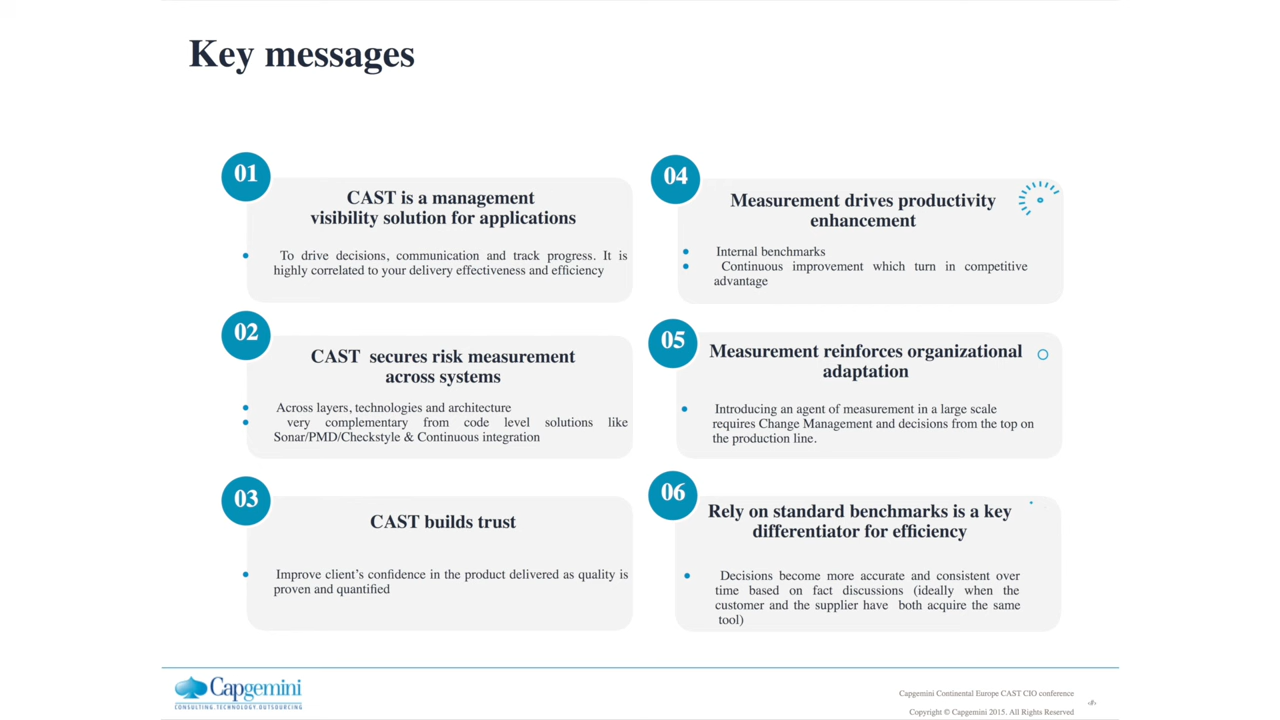 Key messages
01
CAST is a management
visibility solution for applications
To drive decisions, communication and track progress. It is
highly correlated to your delivery effectiveness and efficiency
02
CAST secures risk measurement
across systems
Across layers, technologies and architecture
very complementary from code level solutions like
Sonar/PMD/Checkstyle & Continuous integration
03
CAST builds trust
Improve client’s confidence in the product delivered as quality is
proven and quantified
04
Measurement drives productivity
enhancement
Internal benchmarks
Continuous improvement which turn in competitive
advantage
05
Measurement reinforces organizational
adaptation
Introducing an agent of measurement in a large scale
requires Change Management and decisions from the top on
the production line.
06
Rely on standard benchmarks is a key
differentiator for efficiency
Decisions become more accurate and consistent over
time based on fact discussions (ideally when the
customer and the supplier have both acquire the same
tool)
Capgemini
CONSULTING.TECHNOLOGY.OUTSOURCING
Capgemini Continental Europe CAST CIO conference
Copyright © Capgemini 2015. All Rights Reserved